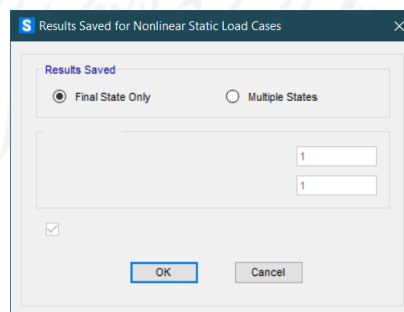 S Results Saved for Nonlinear Static Load Cases
Results Saved
Final State Only Multiple States
1
1
OK Cancel